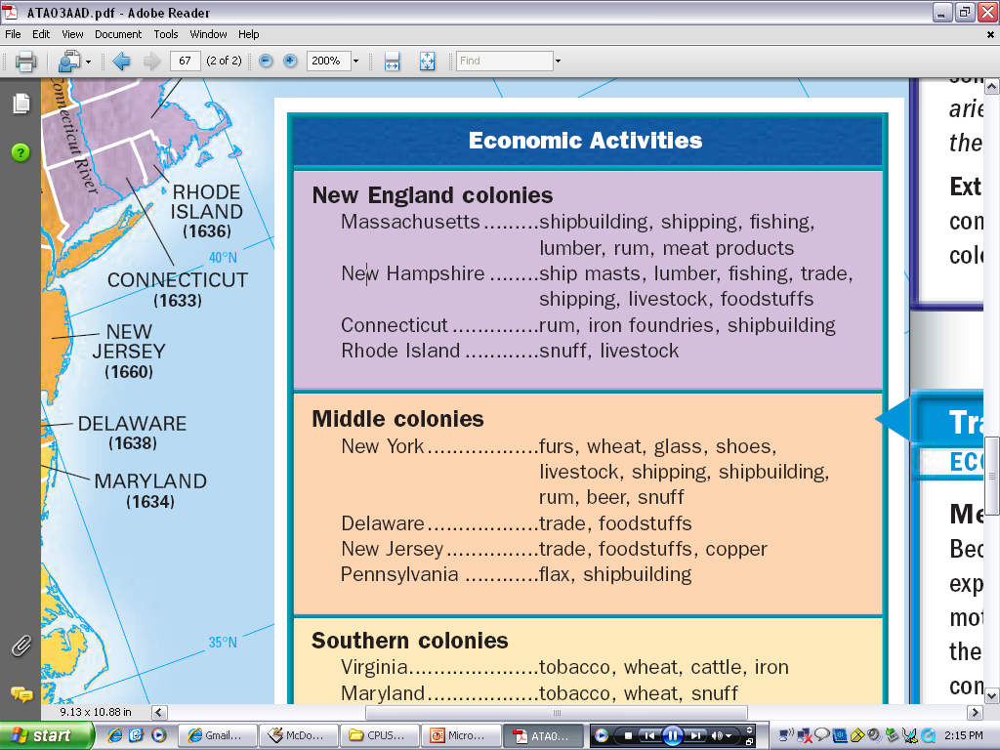 ATA03AAD.pdf - Adobe Reader
File Edit View Document Tools Window Help
67 (2 of 2) 200% Find
Connecticut River
RHODE
ISLAND
(1636)
40°N
CONNECTICUT
(1633)
NEW
JERSEY
(1660)
DELAWARE
(1638)
MARYLAND
(1634)
35°N
Economic Activities
New England colonies
Massachusetts.........shipbuilding, shipping, fishing,
lumber, rum, meat products
New Hampshire ........ship masts, lumber, fishing, trade,
shipping, livestock, foodstuffs
Connecticut ..............rum, iron foundries, shipbuilding
Rhode Island ............snuff, livestock
Middle colonies
New York..................furs, wheat, glass, shoes,
livestock, shipping, shipbuilding,
rum, beer, snuff
Delaware..................trade, foodstuffs
New Jersey...............trade, foodstuffs, copper
Pennsylvania ............flax, shipbuilding
Southern colonies
Virginia.....................tobacco, wheat, cattle, iron
Maryland..................tobacco, wheat, snuff
arie
the
Ext
con
colo
Tra
ECO
Me
Bec
exp
mot
the
con
9.13 x 10.88 in
start Gmail... McDo... CPUS... Micro... ATA0... 2:15 PM